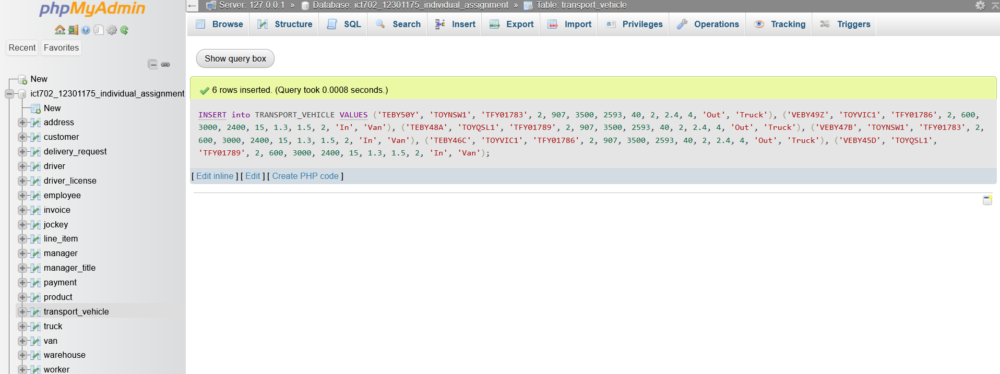 phpMyAdmin
Recent Favorites
New
ict702_12301175_individual_assignment
New
address
customer
delivery_request
driver
driver_license
employee
invoice
jockey
line_item
manager
manager_title
payment
product
transport_vehicle
truck
van
warehouse
worker
← Server: 127.0.0.1 » Database: ict702_12301175_individual_assignment » Table: transport_vehicle
Browse Structure SQL Search Insert Export Import Privileges Operations Tracking Triggers
Show query box
6 rows inserted. (Query took 0.0008 seconds.)
INSERT into TRANSPORT_VEHICLE VALUES ('TEBY50Y', 'TOYNSW1', 'TFY01783', 2, 907, 3500, 2593, 40, 2, 2.4, 4, 'Out', 'Truck'), ('VEBY49Z', 'TOYVIC1', 'TFY01786', 2, 600,
3000, 2400, 15, 1.3, 1.5, 2, 'In', 'Van'), ('TEBY48A', 'TOYQSL1', 'TFY01789', 2, 907, 3500, 2593, 40, 2, 2.4, 4, 'Out', 'Truck'), ('VEBY47B', 'TOYNSW1', 'TFY01783', 2,
600, 3000, 2400, 15, 1.3, 1.5, 2, 'In', 'Van'), ('TEBY46C', 'TOYVIC1', 'TFY01786', 2, 907, 3500, 2593, 40, 2, 2.4, 4, 'Out', 'Truck'), ('VEBY45D', 'TOYQSL1',
'TFY01789', 2, 600, 3000, 2400, 15, 1.3, 1.5, 2, 'In', 'Van');
[ Edit inline ] [ Edit ] [ Create PHP code ]